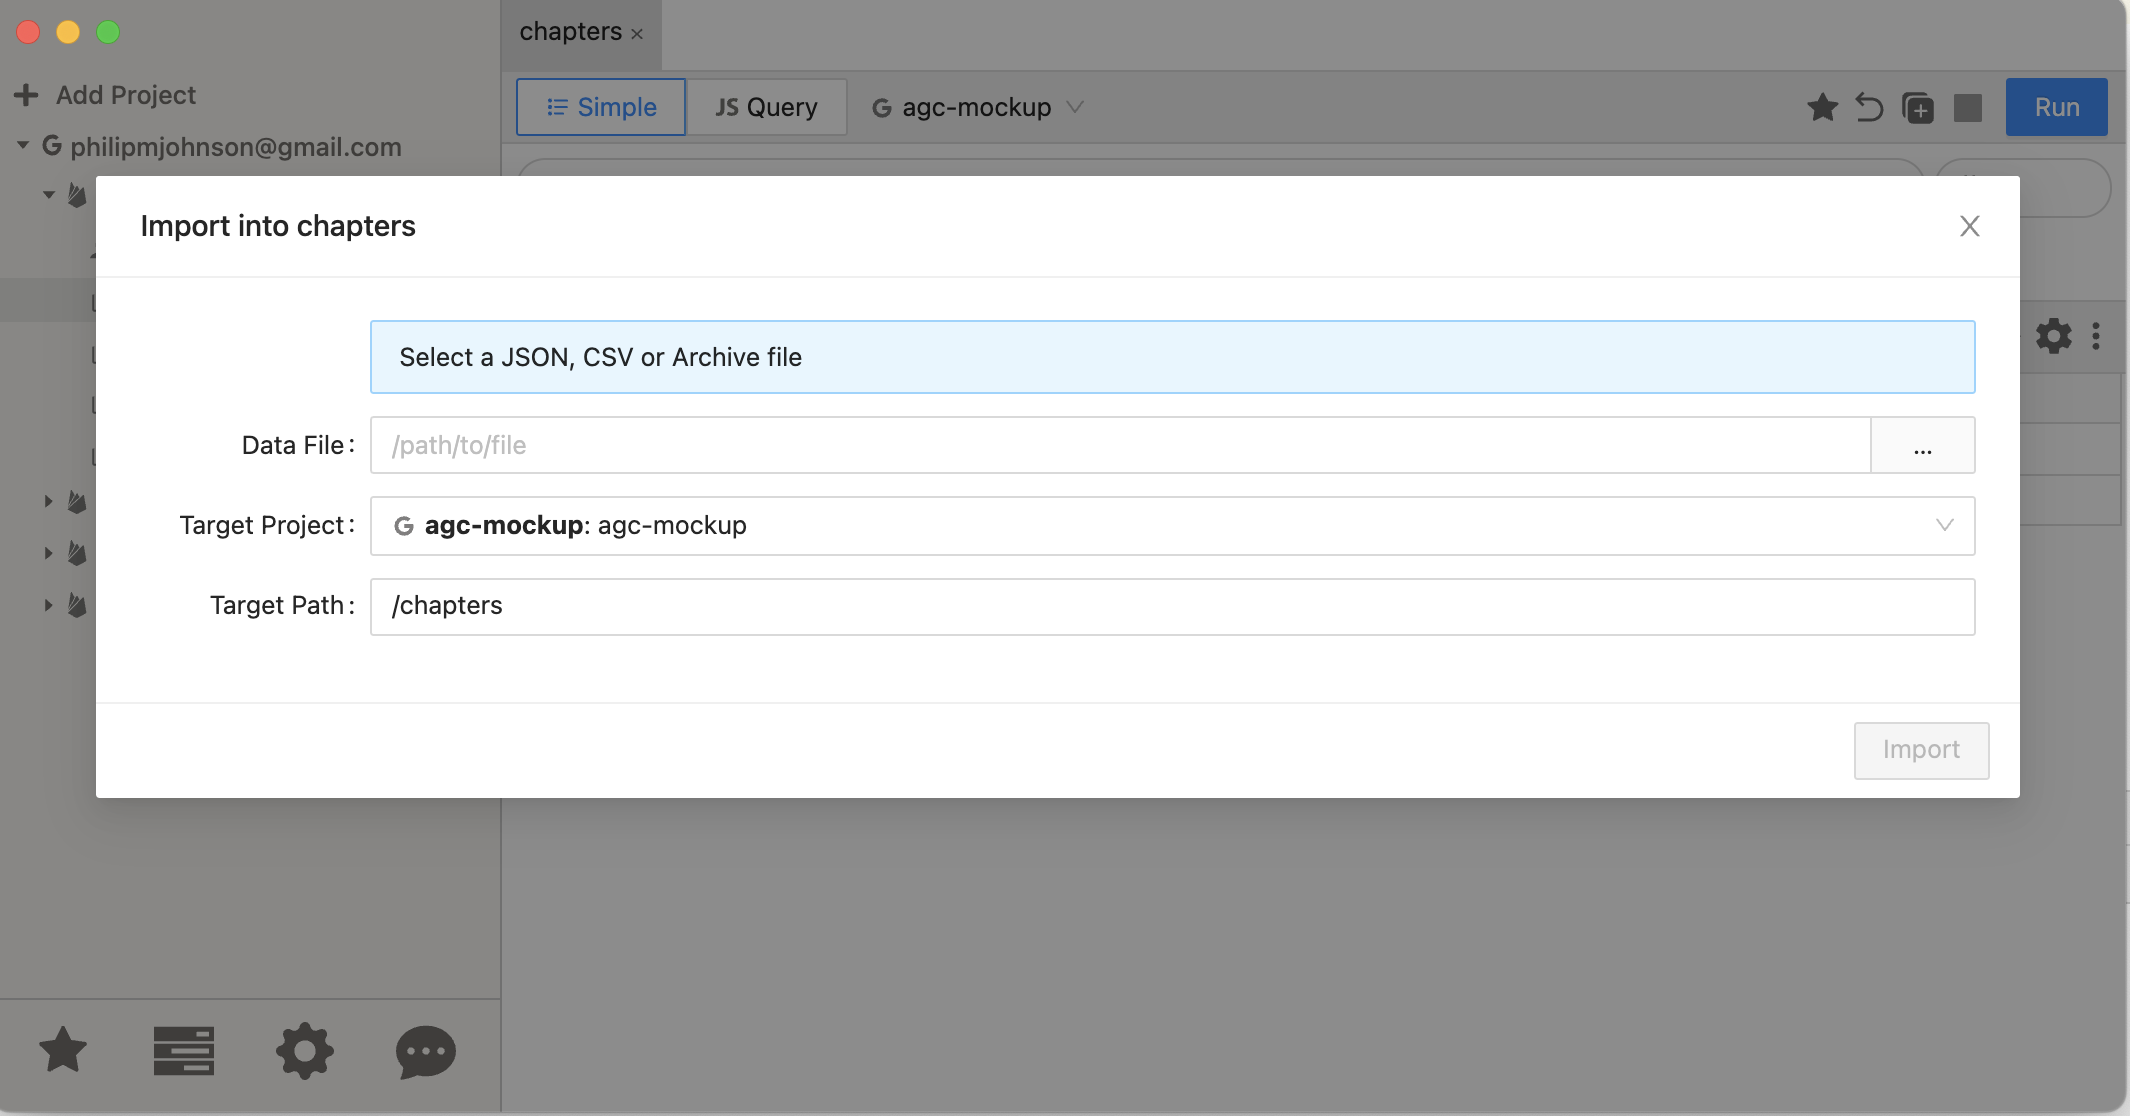 chapters ×
Add Project
Simple
JS Query
G agc-mockup
Run
G philipmjohnson@gmail.com
Import into chapters
Select a JSON, CSV or Archive file
Data File:
/path/to/file
...
Target Project:
G agc-mockup: agc-mockup
Target Path:
/chapters
Import